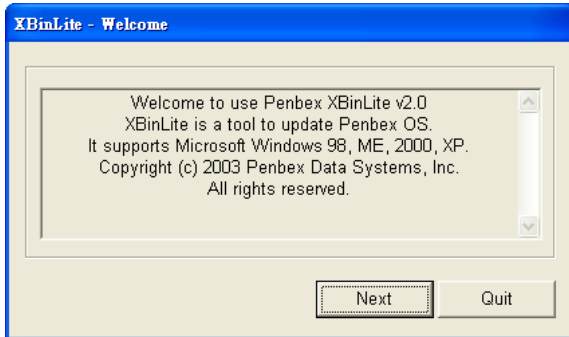 XBinLite - Welcome
Welcome to use Penbex XBinLite v2.0
XBinLite is a tool to update Penbex OS.
It supports Microsoft Windows 98, ME, 2000, XP.
Copyright (c) 2003 Penbex Data Systems, Inc.
All rights reserved.
Next Quit